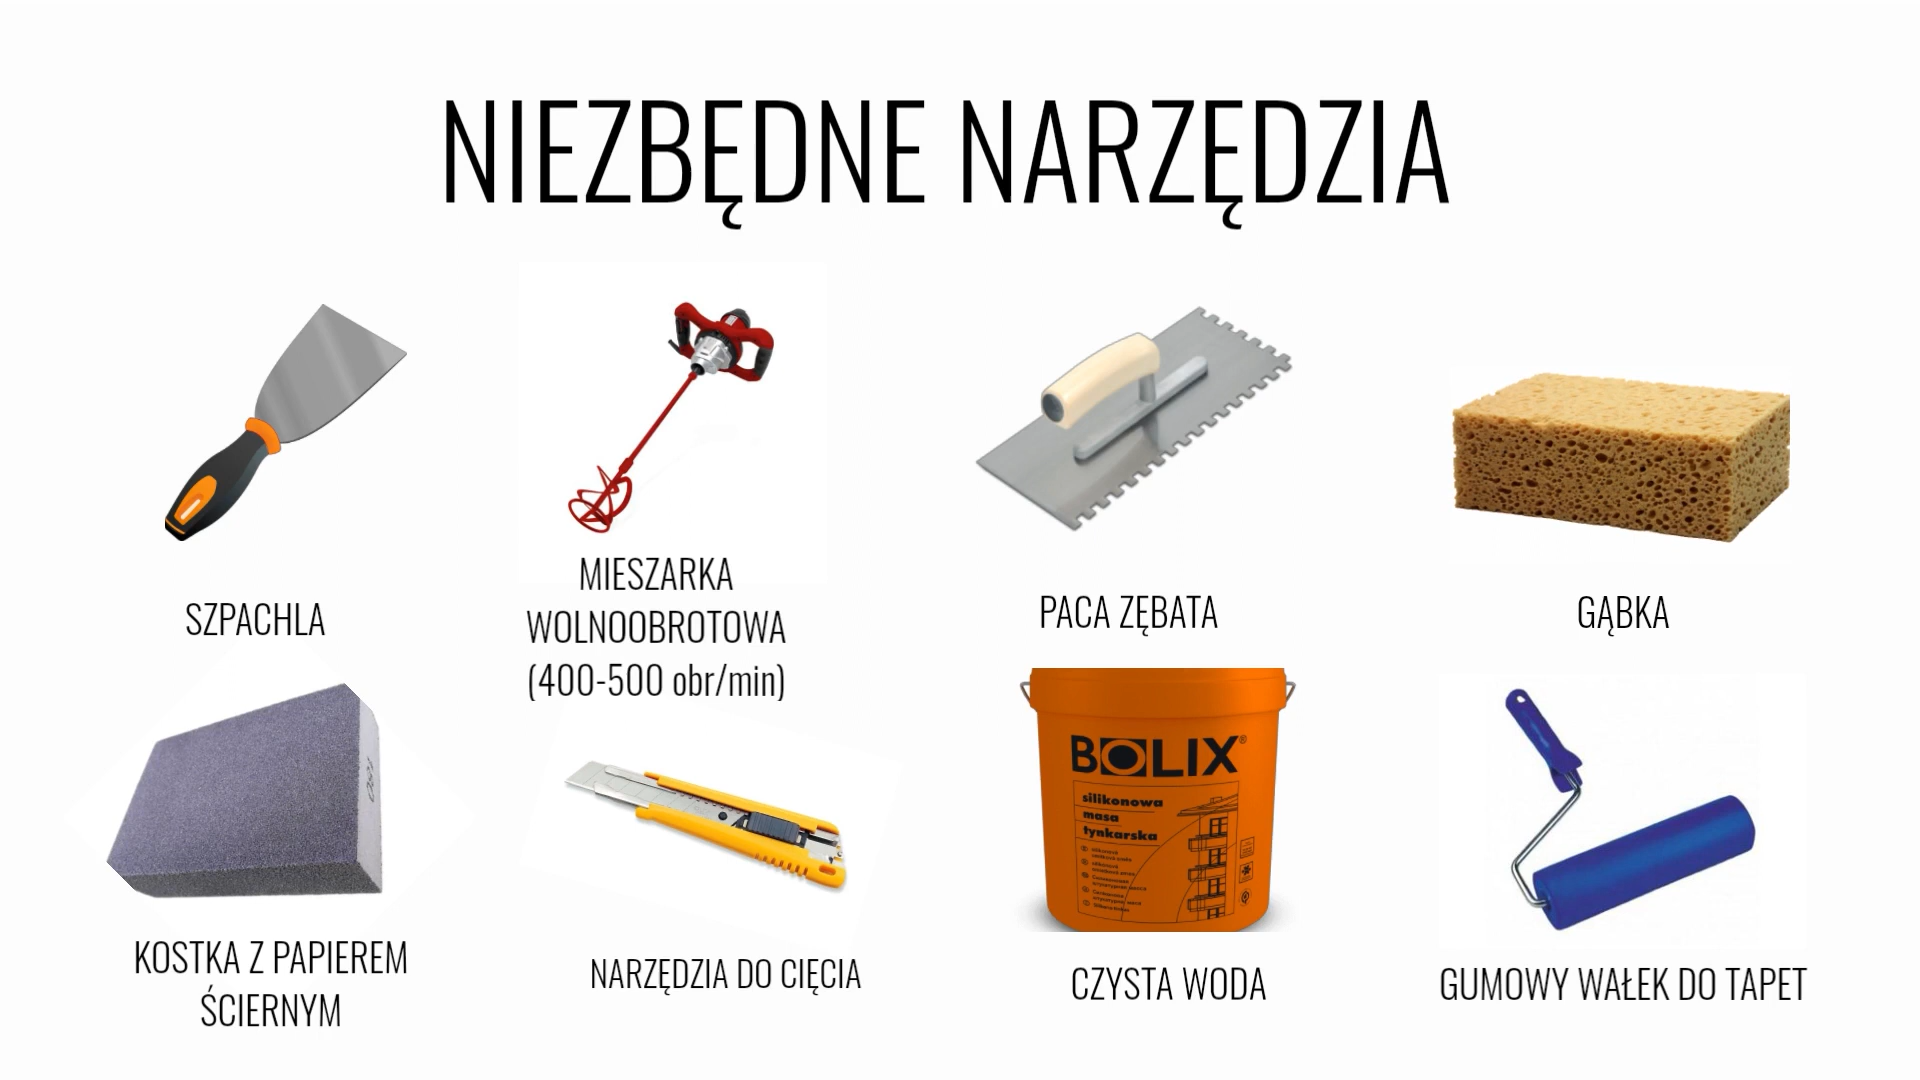 NIEZBĘDNE NARZĘDZIA
SZPACHLA
MIESZARKA
WOLNOOBROTOWA
(400-500 obr/min)
PACA ZĘBATA
GĄBKA
KOSTKA Z PAPIEREM
ŚCIERNYM
NARZĘDZIA DO CIĘCIA
BOLIX®
silikonowa
masa
tynkarska
CZYSTA WODA
GUMOWY WAŁEK DO TAPET